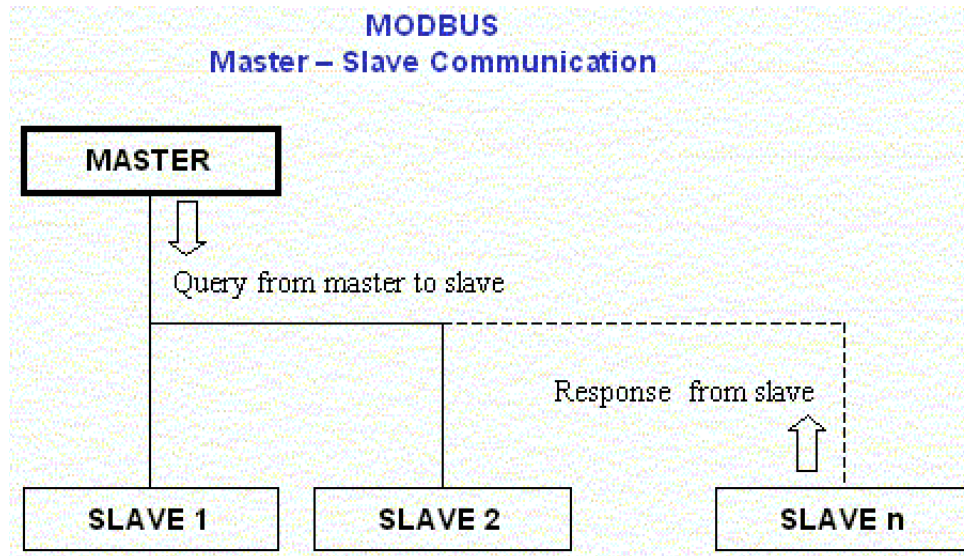 MODBUS
Master – Slave Communication
MASTER
Query from master to slave
Response from slave
SLAVE 1
SLAVE 2
SLAVE n